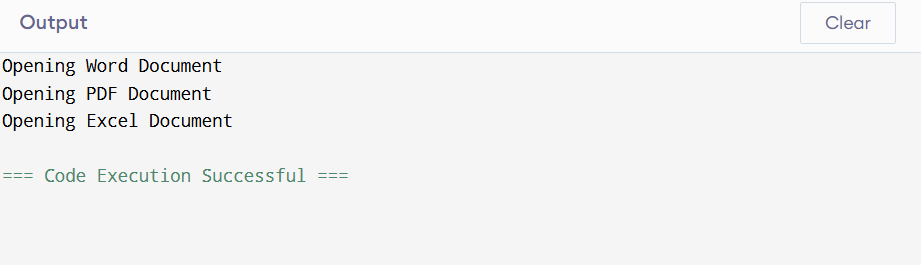 Output
Clear
Opening Word Document
Opening PDF Document
Opening Excel Document
=== Code Execution Successful ===